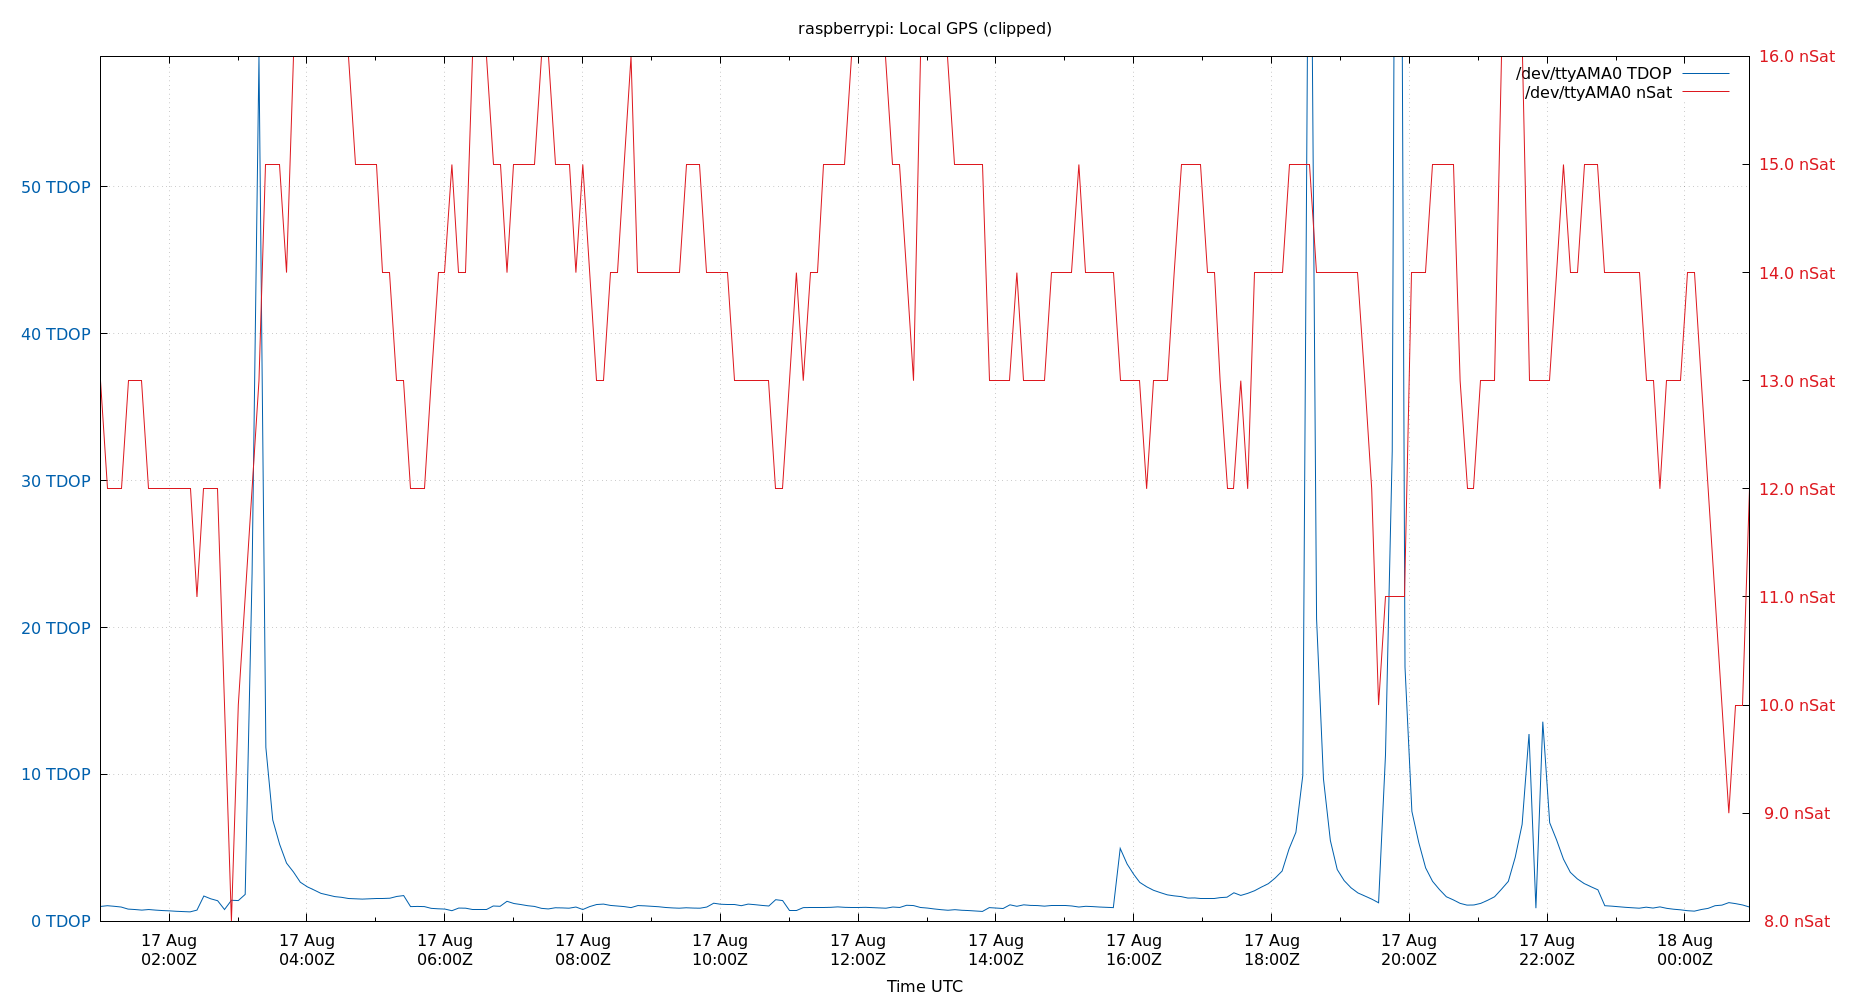 raspberrypi: Local GPS (clipped)
/dev/ttyAMA0 TDOP
/dev/ttyAMA0 nSat
50 TDOP
40 TDOP
30 TDOP
20 TDOP
10 TDOP
0 TDOP
16.0 nSat
15.0 nSat
14.0 nSat
13.0 nSat
12.0 nSat
11.0 nSat
10.0 nSat
9.0 nSat
8.0 nSat
17 Aug 17 Aug 17 Aug 17 Aug 17 Aug 17 Aug 17 Aug 17 Aug 17 Aug 17 Aug 17 Aug 18 Aug
02:00Z 04:00Z 06:00Z 08:00Z 10:00Z 12:00Z 14:00Z 16:00Z 18:00Z 20:00Z 22:00Z 00:00Z
Time UTC